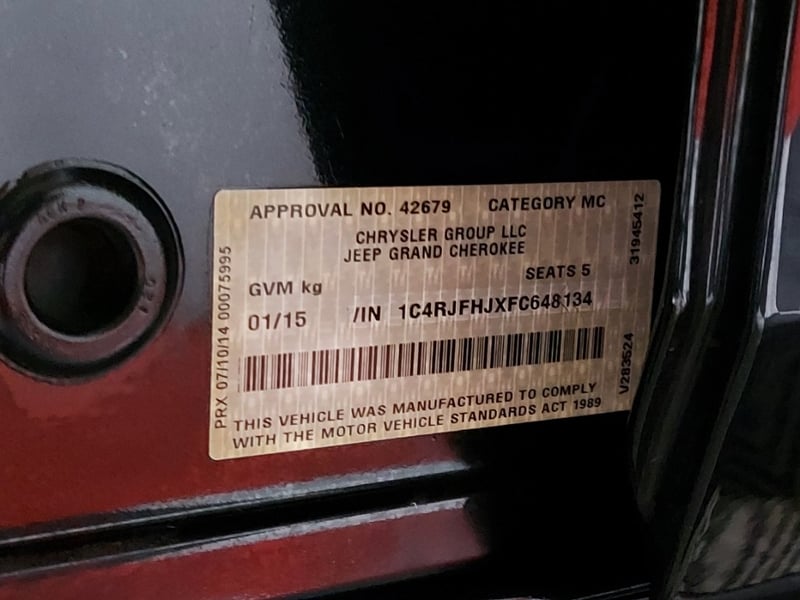 APPROVAL NO. 42679 CATEGORY MC
CHRYSLER GROUP LLC
JEEP GRAND CHEROKEE
SEATS 5
GVM kg
01/15 /IN 1C4RJFHJXFC648134
THIS VEHICLE WAS MANUFACTURED TO COMPLY
WITH THE MOTOR VEHICLE STANDARDS ACT 1989
PRX 07/10/14 00075995
31945412
V283524